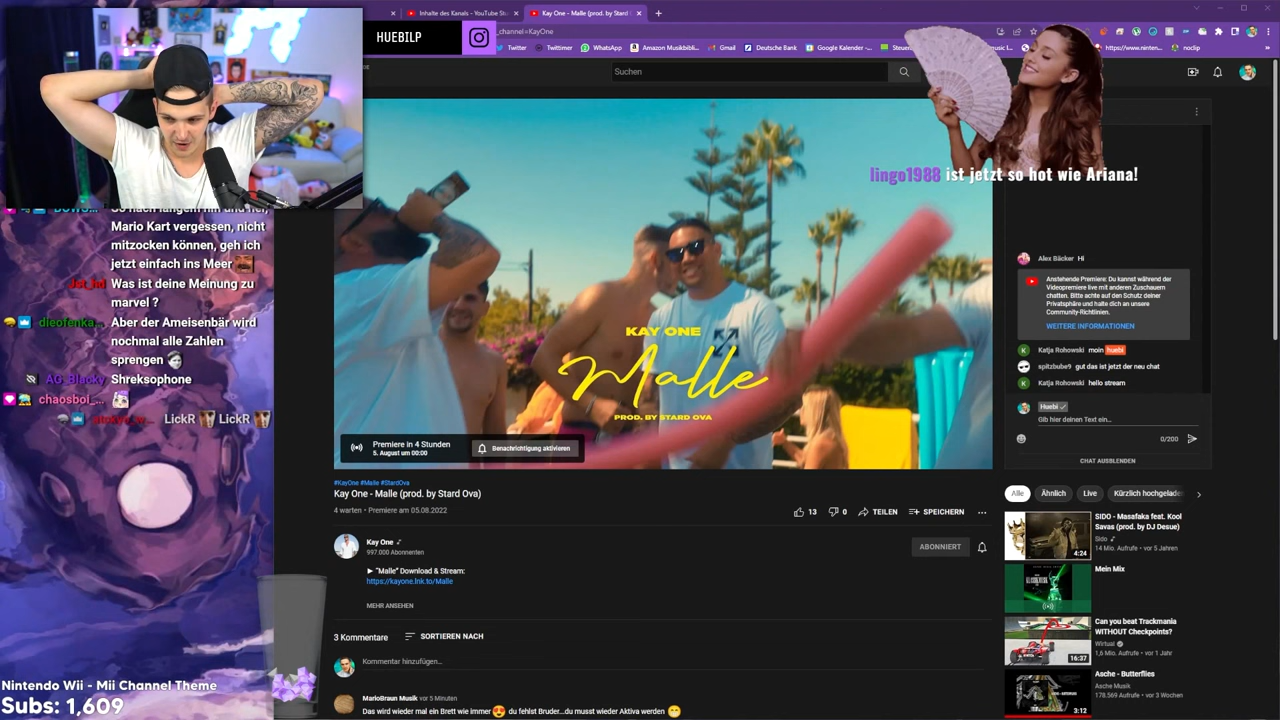 Inhalte des Kanals - YouTube St
Kay One - Malle (prod. by Stard
HUEBILP
_channel=KayOne
Twitter
Twittimer
WhatsApp
Amazon Musikbibli...
Gmail
Deutsche Bank
Google Kalender -...
https://www.ninten...
noclip
Suchen
lingo1988 ist jetzt so hot wie Ariana!
So nach langem hin und her,
Mario Kart vergessen, nicht
mitzocken können, geh ich
jetzt einfach ins Meer
Jut_hd
Was ist deine Meinung zu
marvel ?
dieofenka...
Aber der Ameisenbär wird
nochmal alle Zahlen
sprengen
AG_Blacky
Shreksophone
chaosboi_...
LickR LickR
KAY ONE
Malle
PROD. BY STARD OVA
Premiere in 4 Stunden
5. August um 00:00
Benachrichtigung aktivieren
Alex Bäcker Hi
Anstehende Premiere: Du kannst während der
Videopremiere live mit anderen Zuschauern
chatten. Bitte achte auf den Schutz deiner
Privatsphäre und halte dich an unsere
Community-Richtlinien.
WEITERE INFORMATIONEN
Katja Rohowski moin huebi
spitzbube9 gut das ist jetzt der neu chat
Katja Rohowski hello stream
Huebi
Gib hier deinen Text ein...
0/200
CHAT AUSBLENDEN
#KayOne #Malle #StardOva
Kay One - Malle (prod. by Stard Ova)
4 warten • Premiere am 05.08.2022
13
0
TEILEN
SPEICHERN
Kay One
997.000 Abonnenten
ABONNIERT
► "Malle" Download & Stream:
https://kayone.lnk.to/Malle
MEHR ANSEHEN
3 Kommentare
SORTIEREN NACH
Kommentar hinzufügen...
MarioBraun Musik vor 5 Minuten
Das wird wieder mal ein Brett wie immer du fehlst Bruder...du musst wieder Aktiva werden
Alle
Ähnlich
Live
Kürzlich hochgelade
SIDO - Masafaka feat. Kool
Savas (prod. by DJ Desue)
Sido
14 Mio. Aufrufe • vor 5 Jahren
4:24
Mein Mix
Can you beat Trackmania
WITHOUT Checkpoints?
Wirtual
1,6 Mio. Aufrufe • vor 1 Jahr
16:37
Asche - Butterflies
Asche Musik
178.569 Aufrufe • vor 3 Wochen
3:12
Nintendo Wii - Mii Channel Theme
Subs: 1,609